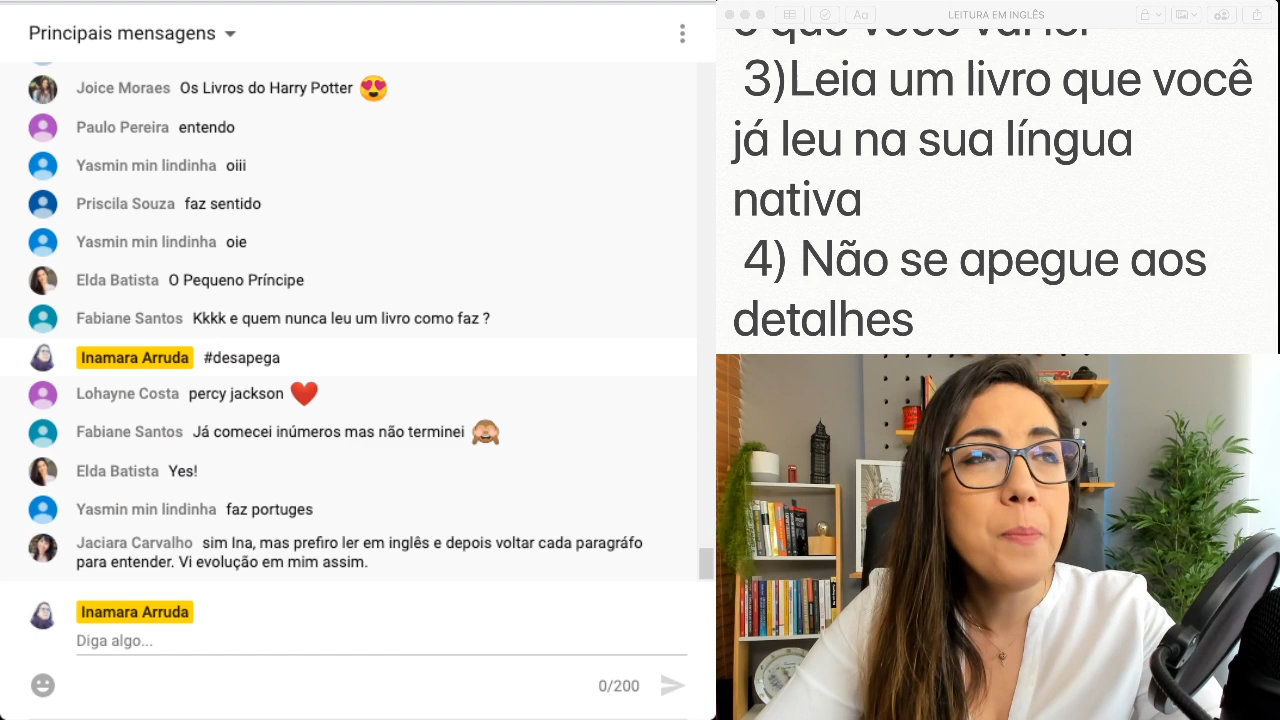 Principais mensagens
Joice Moraes Os Livros do Harry Potter 😍
Paulo Pereira entendo
Yasmin min lindinha oiii
Priscila Souza faz sentido
Yasmin min lindinha oie
Elda Batista O Pequeno Príncipe
Fabiane Santos Kkkk e quem nunca leu um livro como faz ?
Inamara Arruda #desapega
Lohayne Costa percy jackson ❤️
Fabiane Santos Já comecei inúmeros mas não terminei 🙈
Elda Batista Yes!
Yasmin min lindinha faz portuges
Jaciara Carvalho sim Ina, mas prefiro ler em inglês e depois voltar cada paragráfo
para entender. Vi evolução em mim assim.
Inamara Arruda
Diga algo...
0/200
Aa
LEITURA EM INGLÊS
3)Leia um livro que você
já leu na sua língua
nativa
4) Não se apegue aos
detalhes